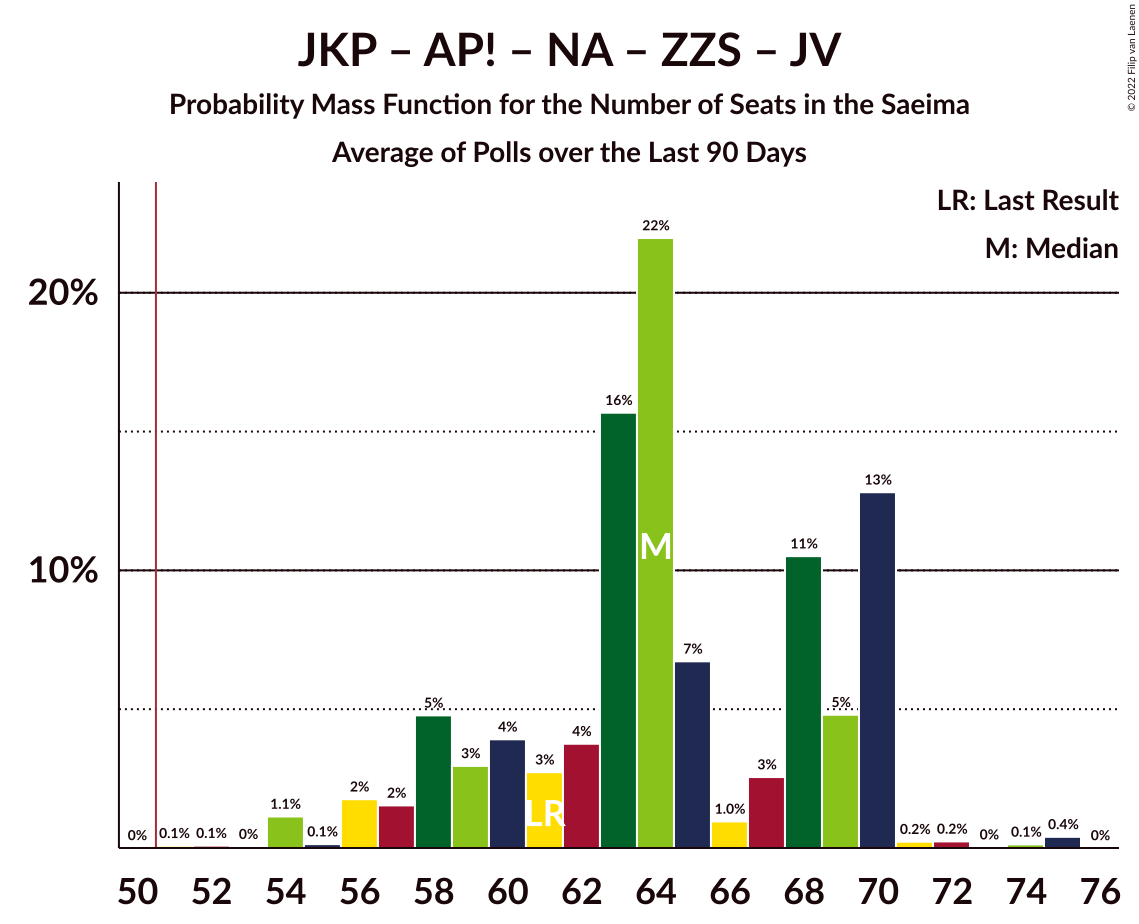 JKP – AP! – NA – ZZS – JV
Probability Mass Function for the Number of Seats in the Saeima
Average of Polls over the Last 90 Days
© 2022 Filip van Laenen
LR: Last Result
M: Median
20%
10%
0% 0.1% 0.1% 0% 1.1% 0.1% 2% 2% 5% 3% 4% 3% 4% 16% 22% 7% 1.0% 3% 11% 5% 13% 0.2% 0.2% 0% 0.1% 0.4% 0%
M
LR
50 52 54 56 58 60 62 64 66 68 70 72 74 76